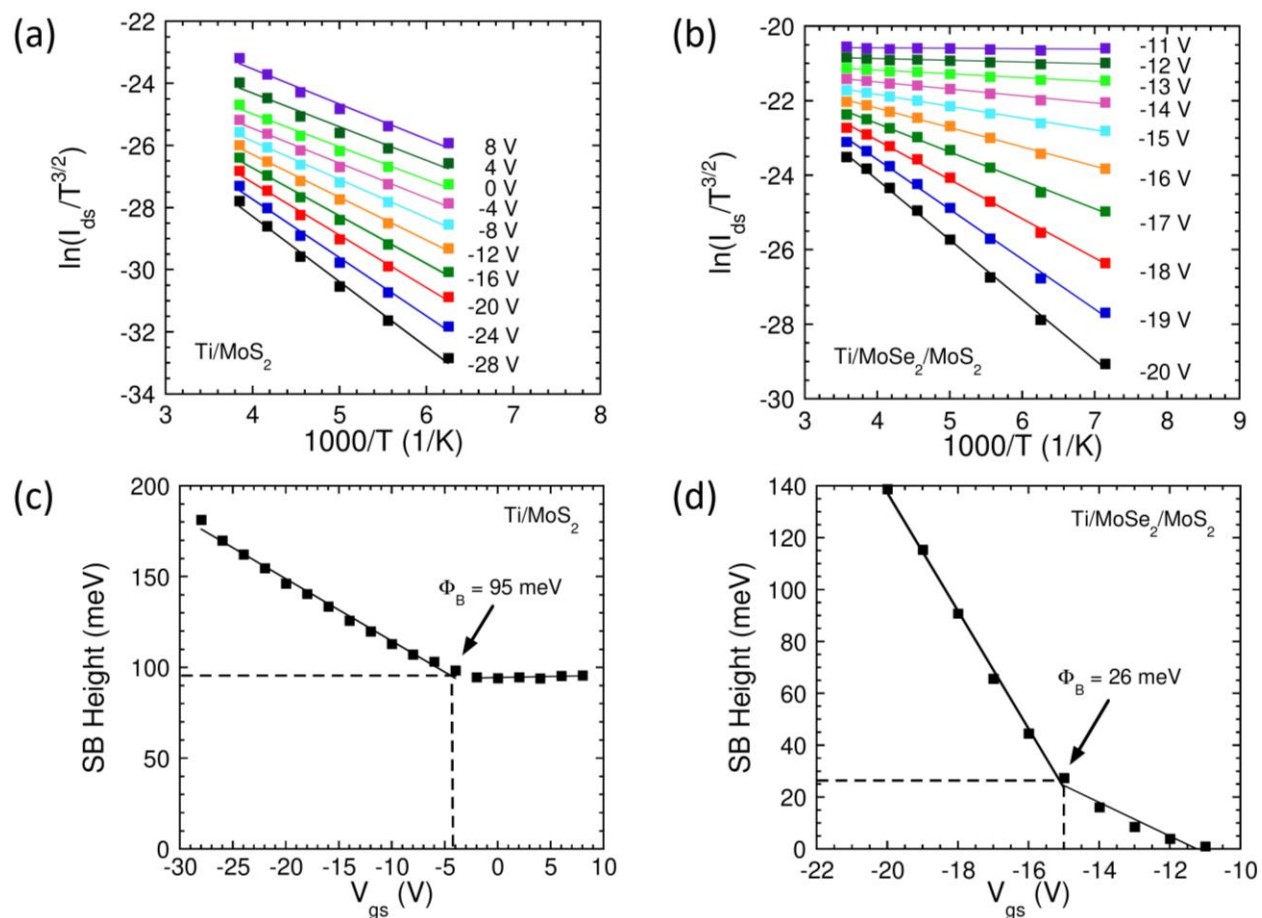 (a)
-22
-24
-26
-28
-30
-32
-34
ln(I_ds/T^3/2)
8 V
4 V
0 V
-4 V
-8 V
-12 V
-16 V
-20 V
-24 V
-28 V
Ti/MoS₂
3 4 5 6 7 8
1000/T (1/K)
(b)
-20
-22
-24
-26
-28
-30
ln(I_ds/T^3/2)
-11 V
-12 V
-13 V
-14 V
-15 V
-16 V
-17 V
-18 V
-19 V
-20 V
Ti/MoSe₂/MoS₂
3 4 5 6 7 8 9
1000/T (1/K)
(c)
200
150
100
50
0
SB Height (meV)
Ti/MoS₂
Φ_B = 95 meV
-30 -25 -20 -15 -10 -5 0 5 10
V_gs (V)
(d)
140
120
100
80
60
40
20
0
SB Height (meV)
Ti/MoSe₂/MoS₂
Φ_B = 26 meV
-22 -20 -18 -16 -14 -12 -10
V_gs (V)